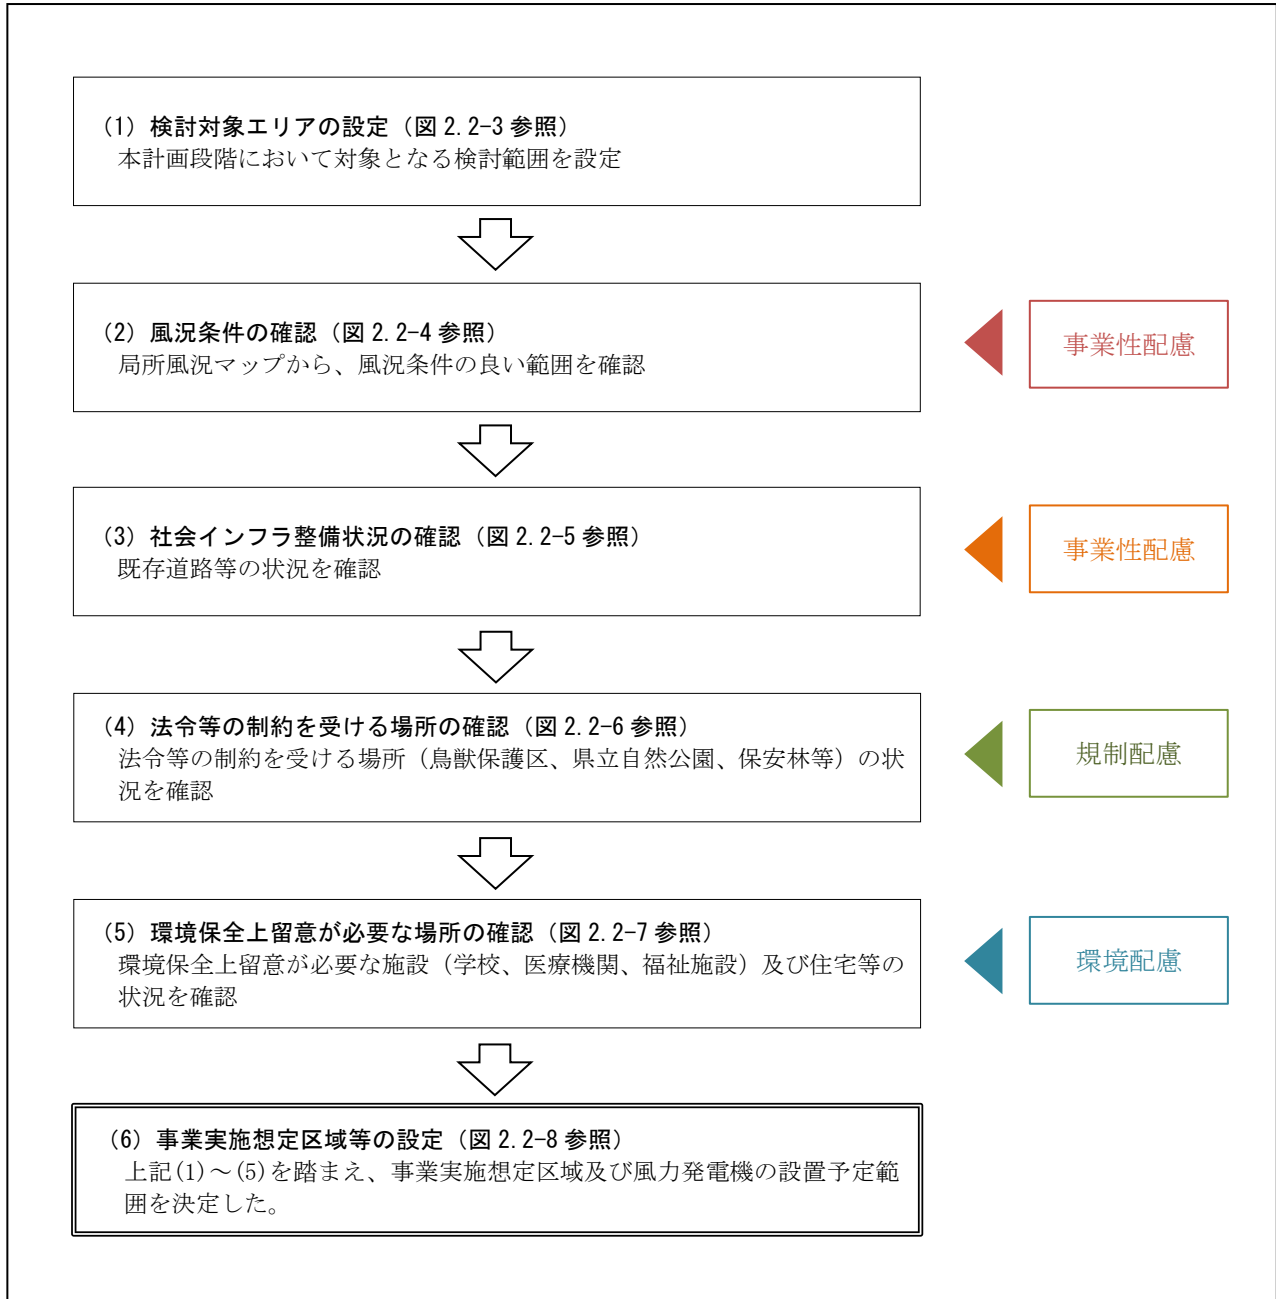 (1) 検討対象エリアの設定（図 2.2-3 参照）
本計画段階において対象となる検討範囲を設定
(2) 風況条件の確認（図 2.2-4 参照）
局所風況マップから、風況条件の良い範囲を確認
事業性配慮
(3) 社会インフラ整備状況の確認（図 2.2-5 参照）
既存道路等の状況を確認
事業性配慮
(4) 法令等の制約を受ける場所の確認（図 2.2-6 参照）
法令等の制約を受ける場所（鳥獣保護区、県立自然公園、保安林等）の状
況を確認
規制配慮
(5) 環境保全上留意が必要な場所の確認（図 2.2-7 参照）
環境保全上留意が必要な施設（学校、医療機関、福祉施設）及び住宅等の
状況を確認
環境配慮
(6) 事業実施想定区域等の設定（図 2.2-8 参照）
上記(1)～(5)を踏まえ、事業実施想定区域及び風力発電機の設置予定範
囲を決定した。